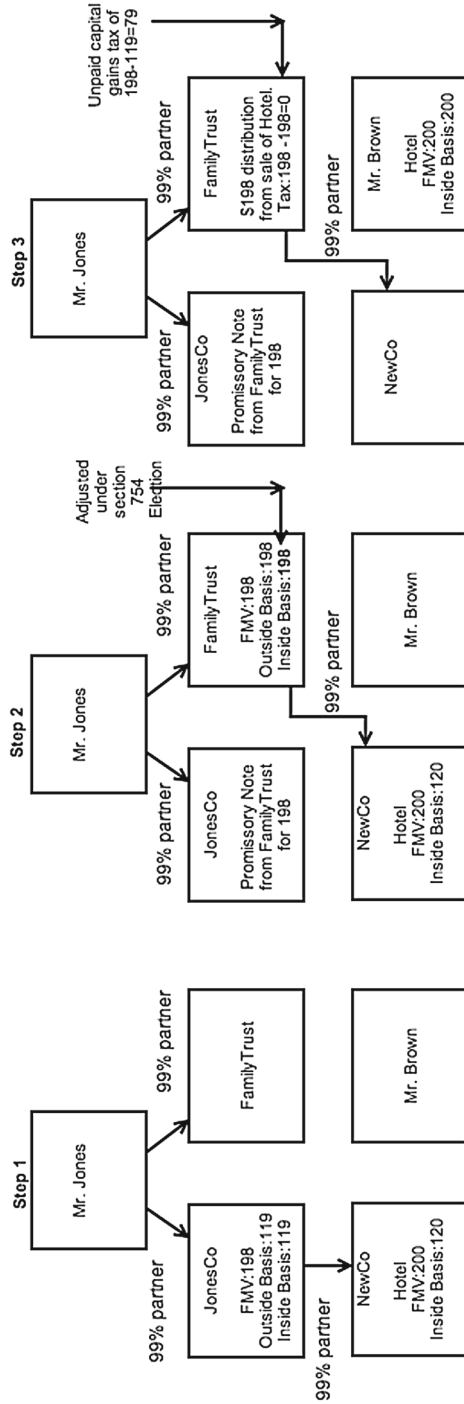 Step 1
Mr. Jones
99% partner
99% partner
JonesCo
FMV:198
Outside Basis:119
Inside Basis:119
FamilyTrust
99% partner
NewCo
Hotel
FMV:200
Inside Basis:120
Mr. Brown
Step 2
Mr. Jones
Adjusted
under
section
754
Election
99% partner
99% partner
JonesCo
Promissory Note
from FamilyTrust
for 198
FamilyTrust
FMV:198
Outside Basis:198
Inside Basis:198
99% partner
NewCo
Hotel
FMV:200
Inside Basis:120
Mr. Brown
Step 3
Mr. Jones
Unpaid capital
gains tax of
198-119=79
99% partner
99% partner
JonesCo
Promissory Note
from FamilyTrust
for 198
FamilyTrust
$198 distribution
from sale of Hotel.
Tax:198 -198=0
99% partner
NewCo
Mr. Brown
Hotel
FMV:200
Inside Basis:200